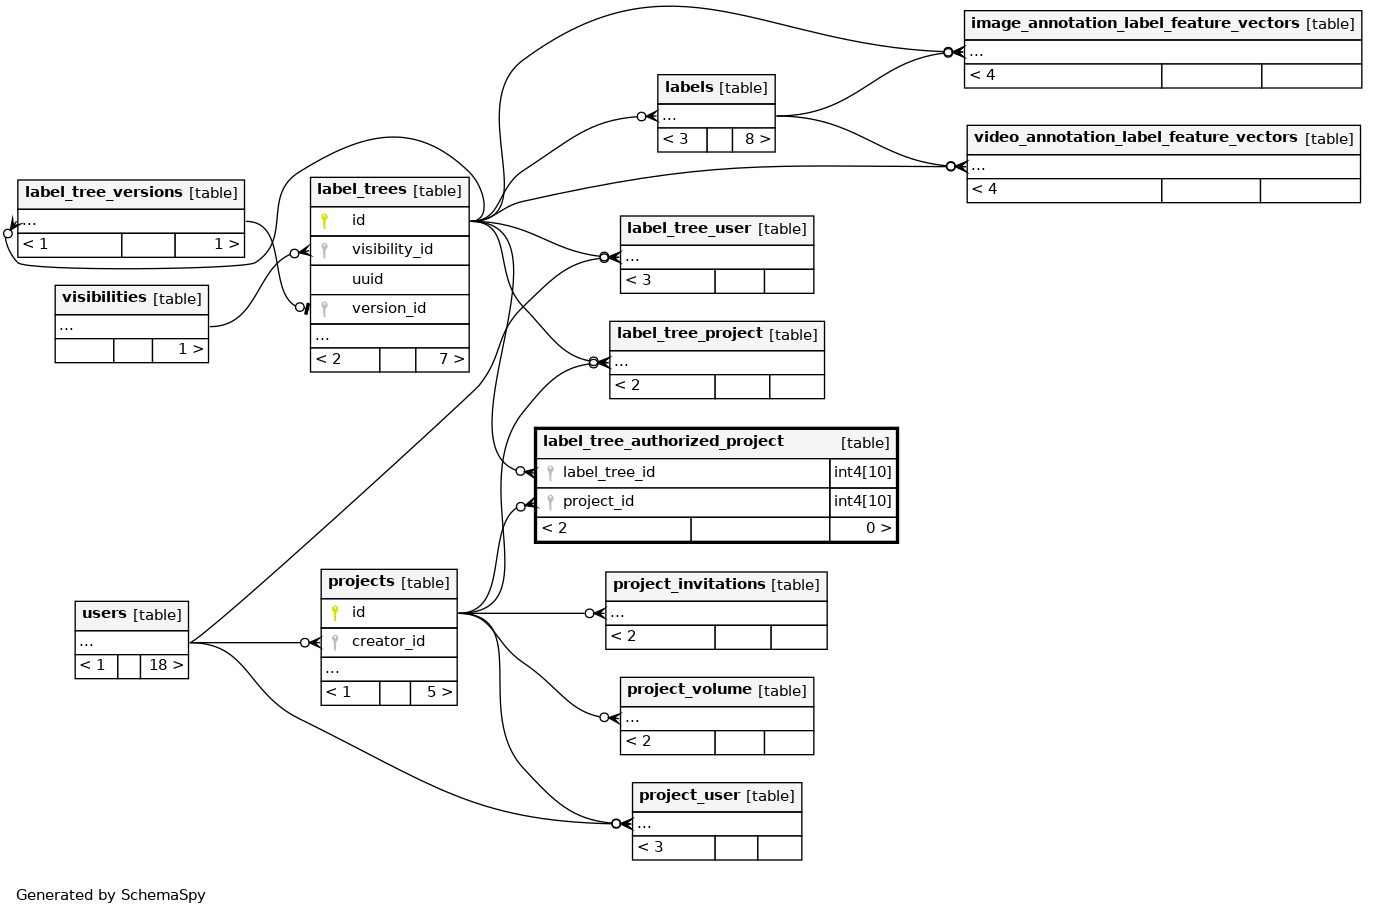 image_annotation_label_feature_vectors [table]
...
< 4
labels [table]
...
< 3 8 >
video_annotation_label_feature_vectors [table]
...
< 4
label_tree_versions [table]
...
< 1 1 >
label_trees [table]
id
visibility_id
uuid
version_id
...
< 2 7 >
label_tree_user [table]
...
< 3
visibilities [table]
...
1 >
label_tree_project [table]
...
< 2
label_tree_authorized_project [table]
label_tree_id int4[10]
project_id int4[10]
< 2 0 >
projects [table]
id
creator_id
...
< 1 5 >
project_invitations [table]
...
< 2
users [table]
...
< 1 18 >
project_volume [table]
...
< 2
project_user [table]
...
< 3
Generated by SchemaSpy